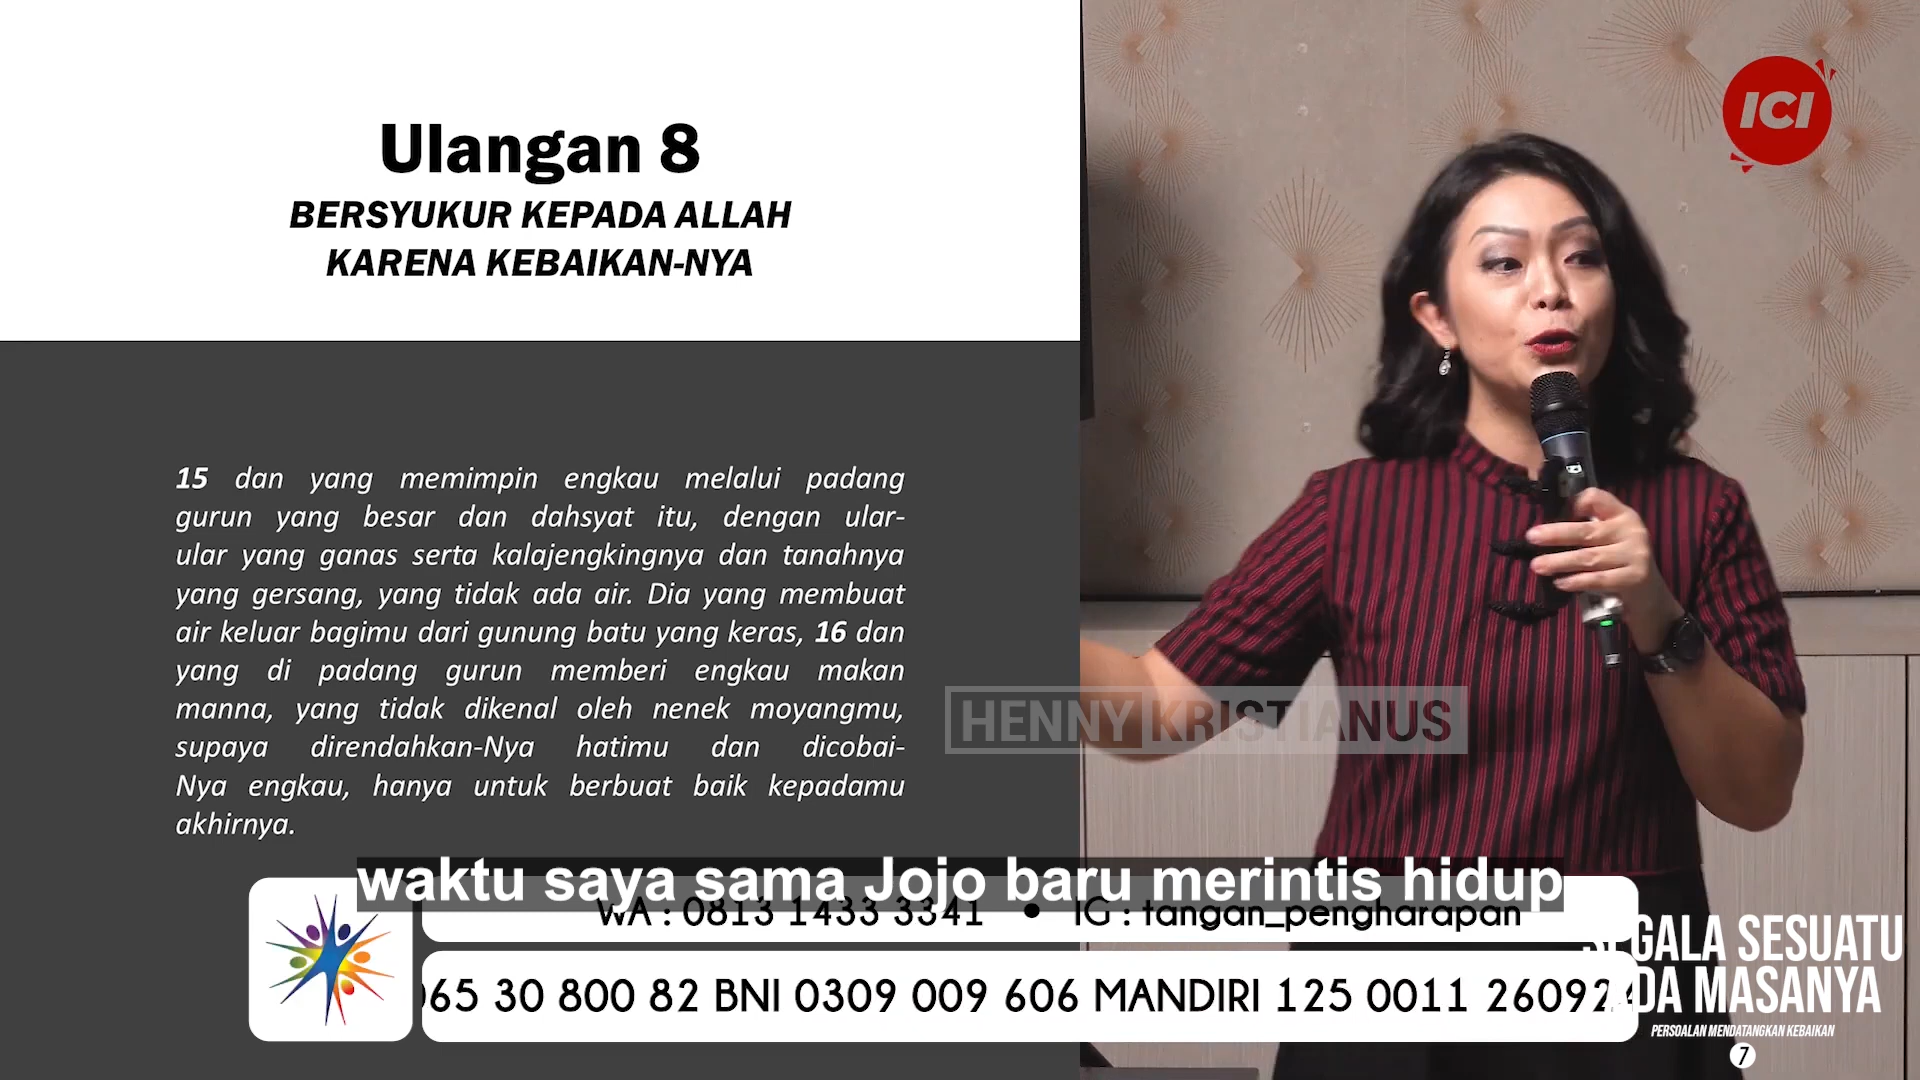 Ulangan 8
BERSYUKUR KEPADA ALLAH
KARENA KEBAIKAN-NYA
ICI
15 dan yang memimpin engkau melalui padang
gurun yang besar dan dahsyat itu, dengan ular-
ular yang ganas serta kalajengkingnya dan tanahnya
yang gersang, yang tidak ada air. Dia yang membuat
air keluar bagimu dari gunung batu yang keras, 16 dan
yang di padang gurun memberi engkau makan
manna, yang tidak dikenal oleh nenek moyangmu,
supaya direndahkan-Nya hatimu dan dicobai-
Nya engkau, hanya untuk berbuat baik kepadamu
akhirnya.
HENNY KRISTIANUS
waktu saya sama Jojo baru merintis hidup
WA : 0813 1433 3341 • IG : tangan_pengharapan
65 30 800 82 BNI 0309 009 606 MANDIRI 125 0011 26092
SEGALA SESUATU
ADA MASANYA
PERSOALAN MENDATANGKAN KEBAIKAN
7